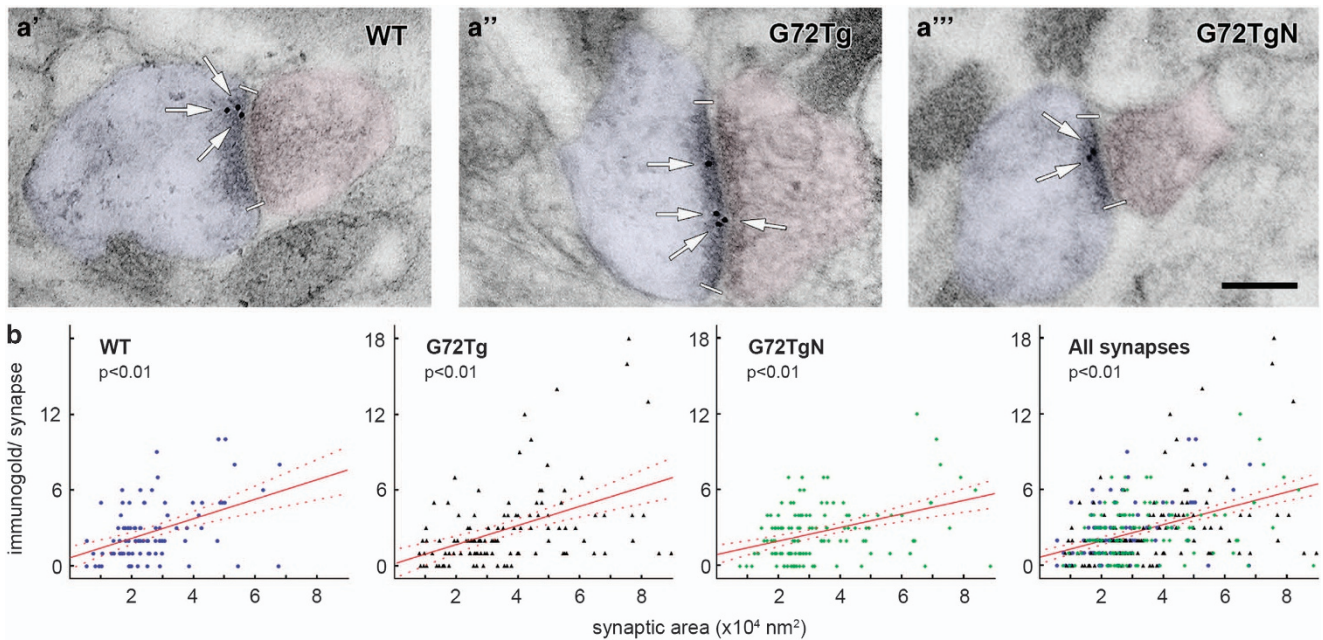 a' WT
a'' G72Tg
a''' G72TgN
b
WT
p<0.01
G72Tg
p<0.01
G72TgN
p<0.01
All synapses
p<0.01
immunogold/ synapse
12
6
0
18
12
6
0
18
12
6
0
18
12
6
0
2 4 6 8
2 4 6 8
2 4 6 8
2 4 6 8
synaptic area (x10⁴ nm²)